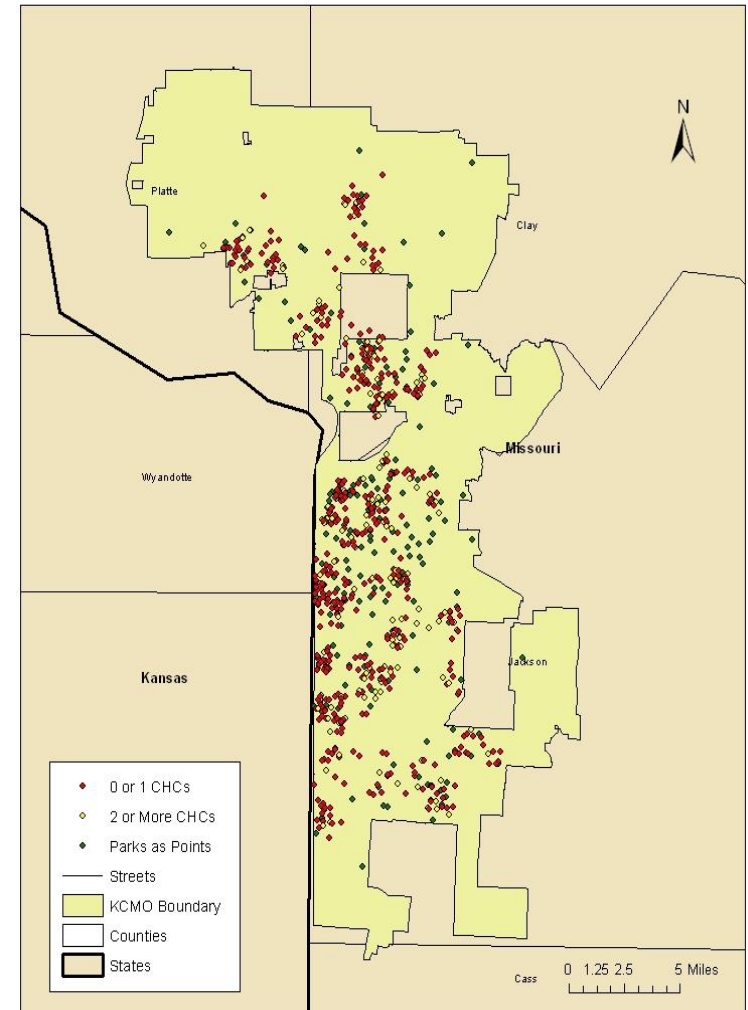 N
Platte
Clay
Missouri
Wyandotte
Jackson
Kansas
0 or 1 CHCs
2 or More CHCs
Parks as Points
Streets
KCMO Boundary
Counties
States
Cass
0 1.25 2.5 5 Miles